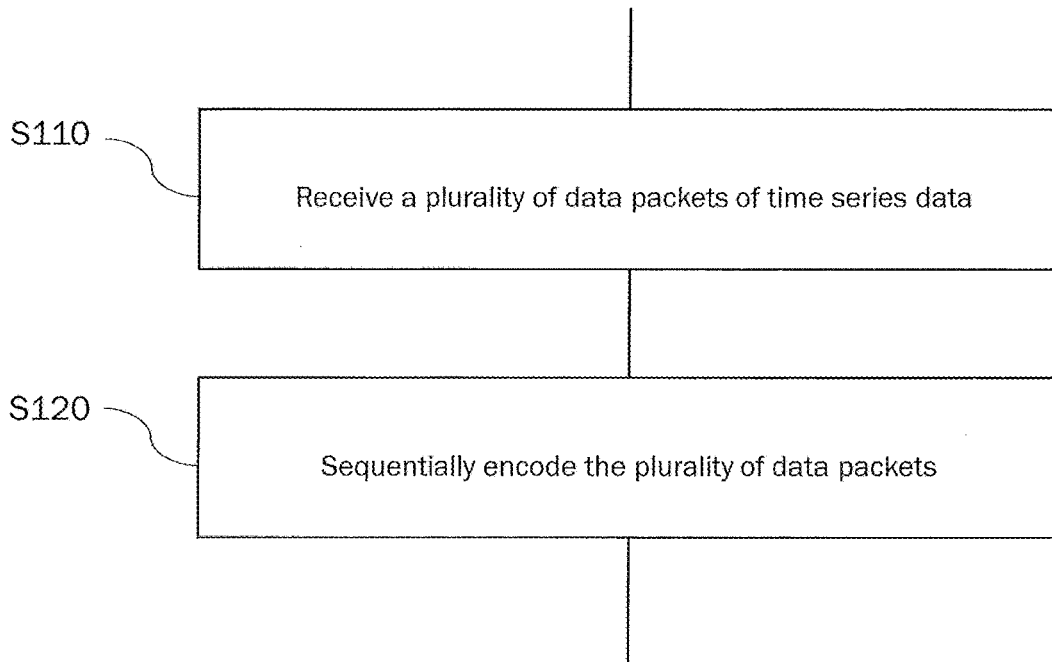 S110
Receive a plurality of data packets of time series data
S120
Sequentially encode the plurality of data packets